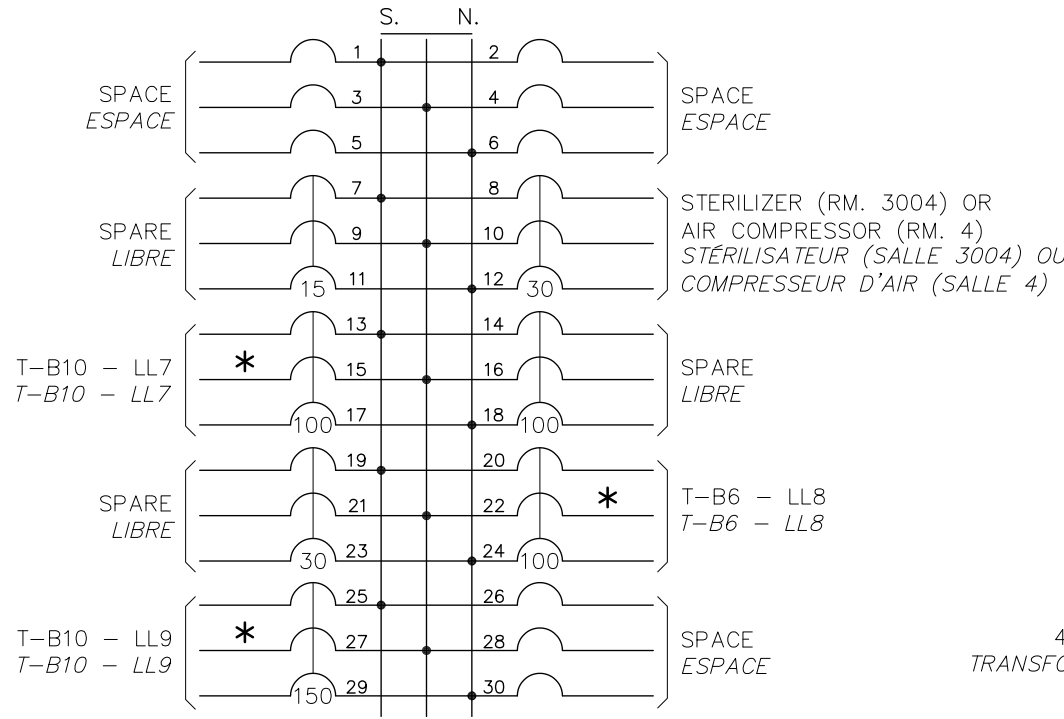 S. N.
1 2
SPACE 3 4 SPACE
ESPACE ESPACE
5 6
7 8 STERILIZER (RM. 3004) OR
SPARE 9 10 AIR COMPRESSOR (RM. 4)
LIBRE STÉRILISATEUR (SALLE 3004) OU
15 11 12 30 COMPRESSEUR D'AIR (SALLE 4)
13 14
T-B10 - LL7 * 15 16 SPARE
T-B10 - LL7 LIBRE
100 17 18 100
19 20
SPARE 21 22 * T-B6 - LL8
LIBRE T-B6 - LL8
30 23 24 100
25 26
T-B10 - LL9 * 27 28 SPACE 4
T-B10 - LL9 ESPACE TRANSFO
150 29 30